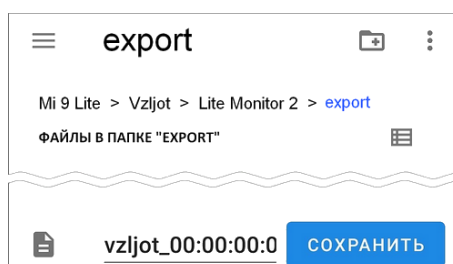 export
Mi 9 Lite > Vzljot > Lite Monitor 2 > export
ФАЙЛЫ В ПАПКЕ "EXPORT"
vzljot_00:00:00:0 СОХРАНИТЬ